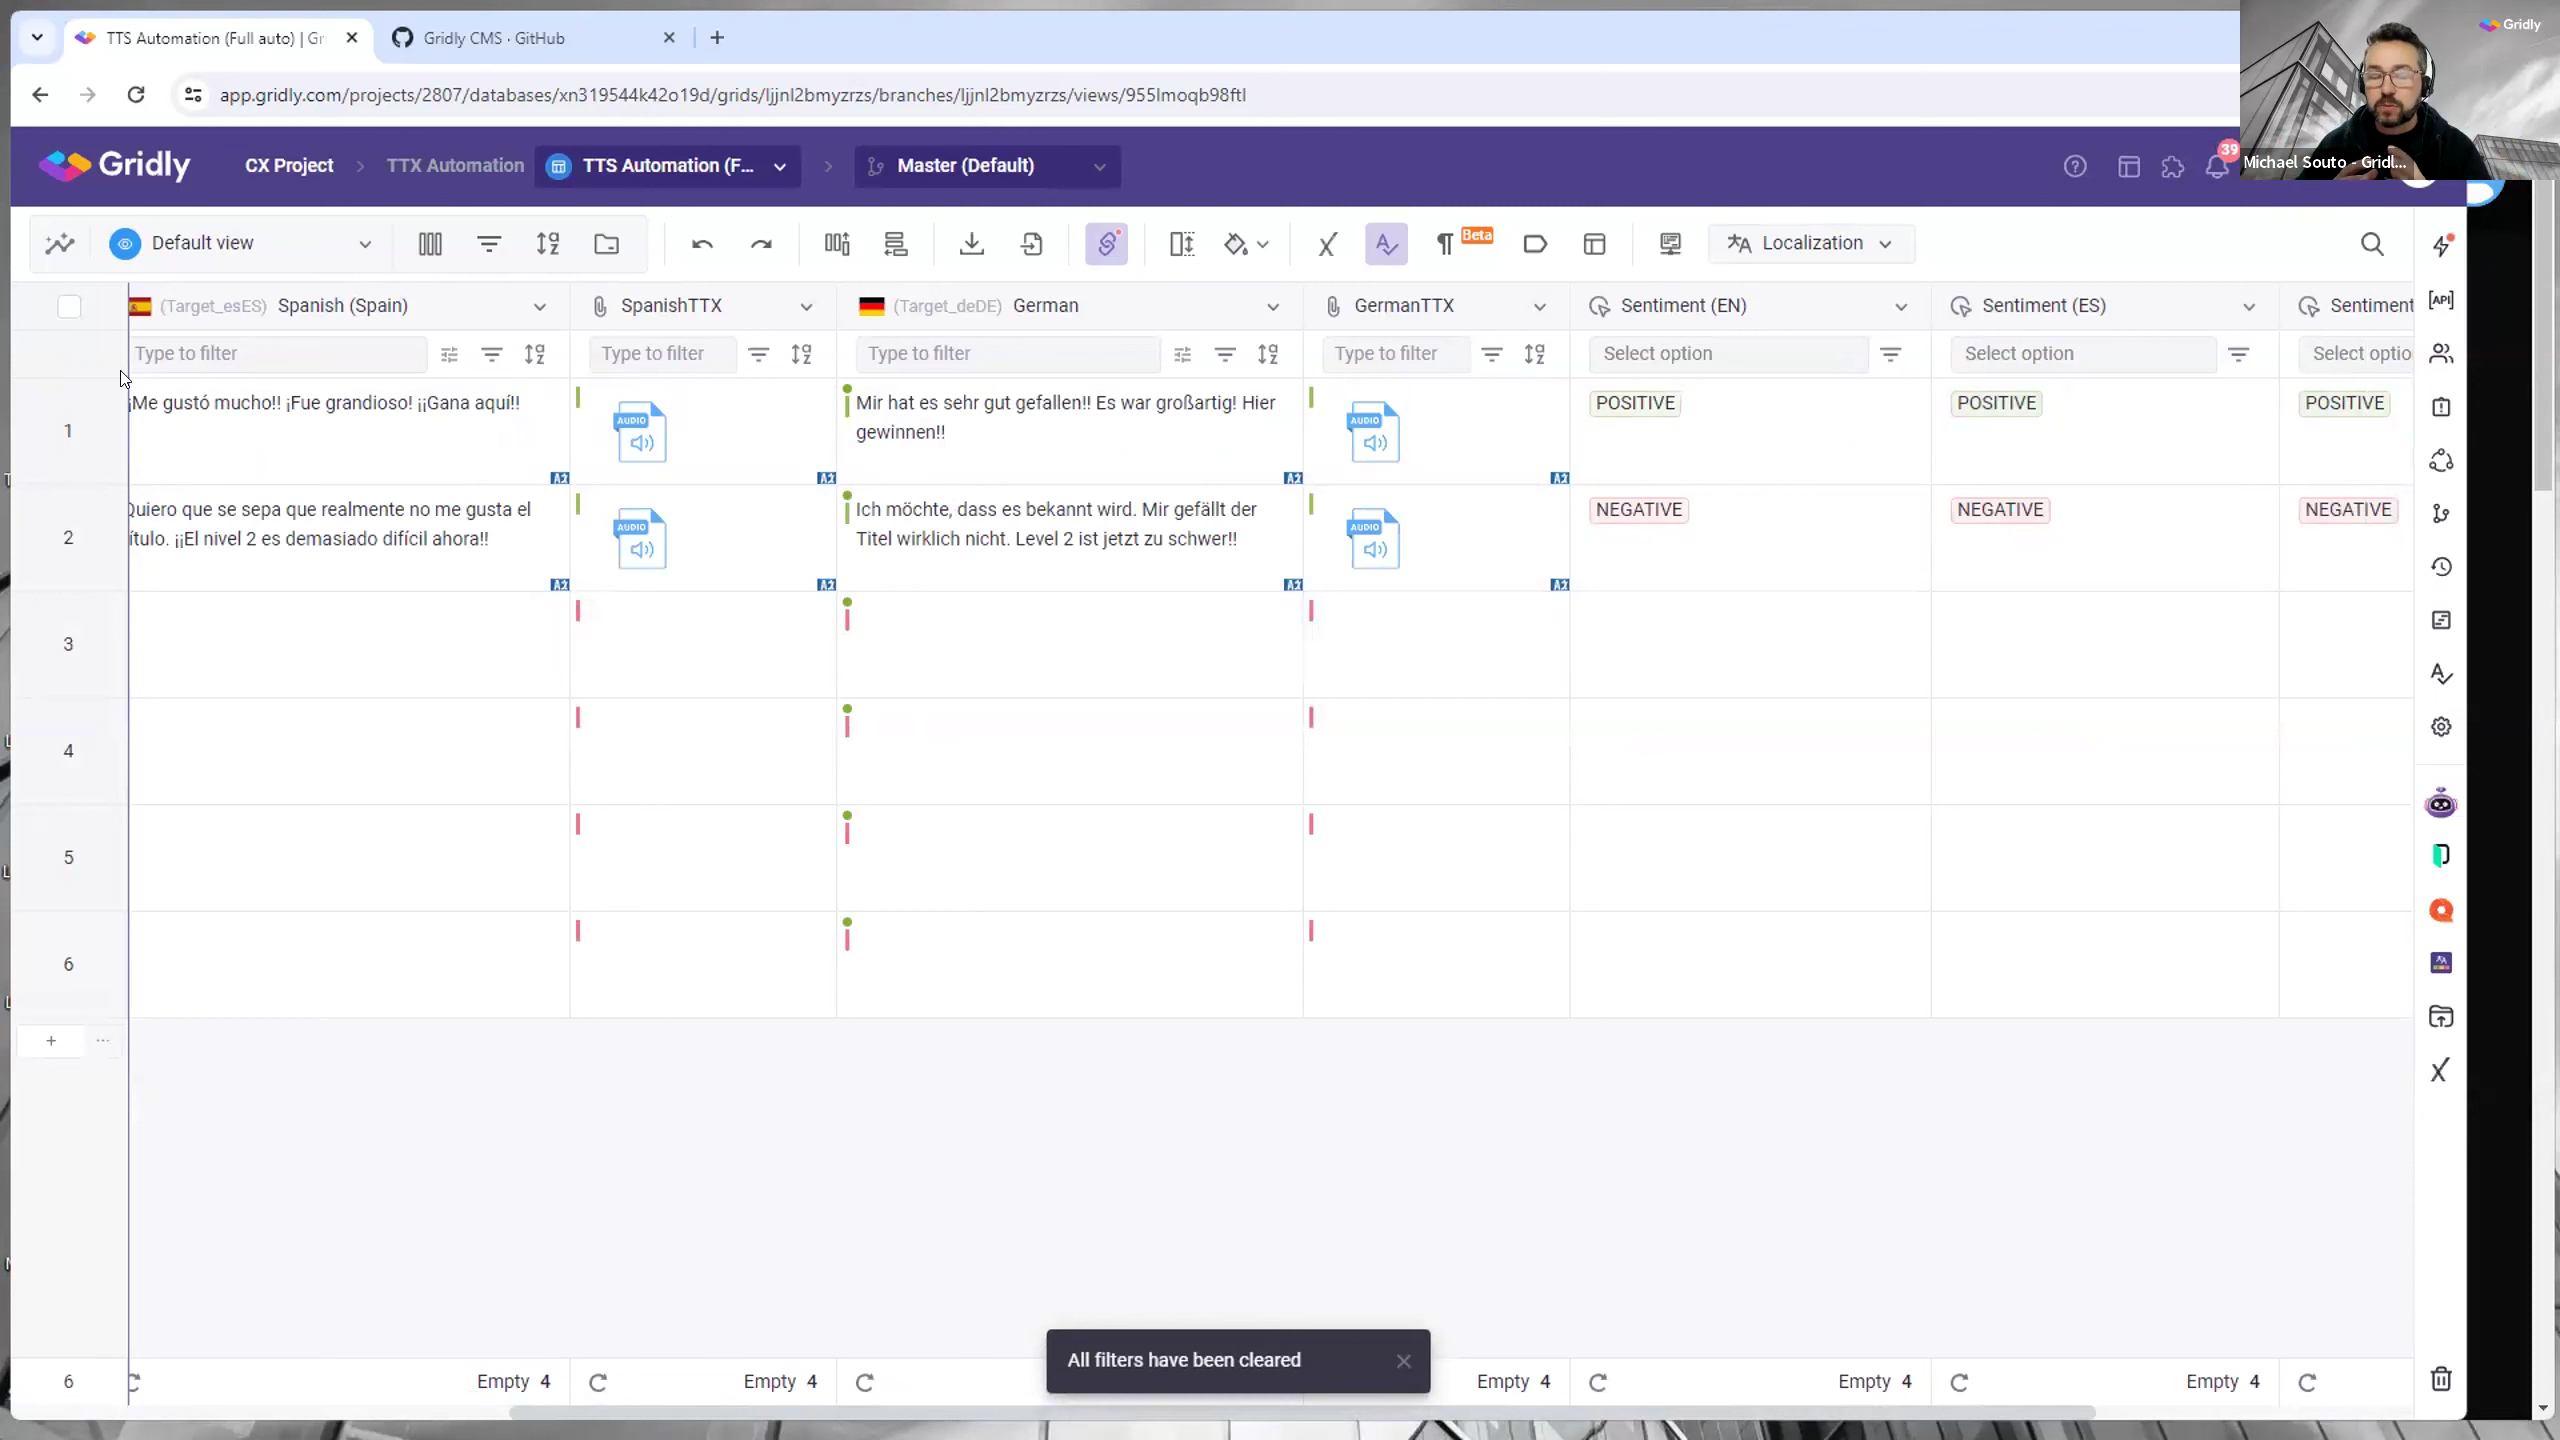 TTS Automation (Full auto) | Gr
Gridly CMS · GitHub
Gridly
app.gridly.com/projects/2807/databases/xn319544k42o19d/grids/ljjnl2bmyzrzs/branches/ljjnl2bmyzrzs/views/955lmoqb98ftl
Gridly
CX Project
TTX Automation
TTS Automation (F...
Master (Default)
39
Michael Souto - Gridl...
Default view
Beta
Localization
(Target_esES) Spanish (Spain)
SpanishTTX
(Target_deDE) German
GermanTTX
Sentiment (EN)
Sentiment (ES)
Sentiment
[API]
Type to filter
Type to filter
Type to filter
Type to filter
Select option
Select option
Select optio
1
¡Me gustó mucho!! ¡Fue grandioso! ¡¡Gana aquí!!
AUDIO
Mir hat es sehr gut gefallen!! Es war großartig! Hier
gewinnen!!
AUDIO
POSITIVE
POSITIVE
POSITIVE
2
Quiero que se sepa que realmente no me gusta el
ítulo. ¡¡El nivel 2 es demasiado difícil ahora!!
AUDIO
Ich möchte, dass es bekannt wird. Mir gefällt der
Titel wirklich nicht. Level 2 ist jetzt zu schwer!!
AUDIO
NEGATIVE
NEGATIVE
NEGATIVE
3
4
5
6
All filters have been cleared
6
Empty 4
Empty 4
Empty 4
Empty 4
Empty 4